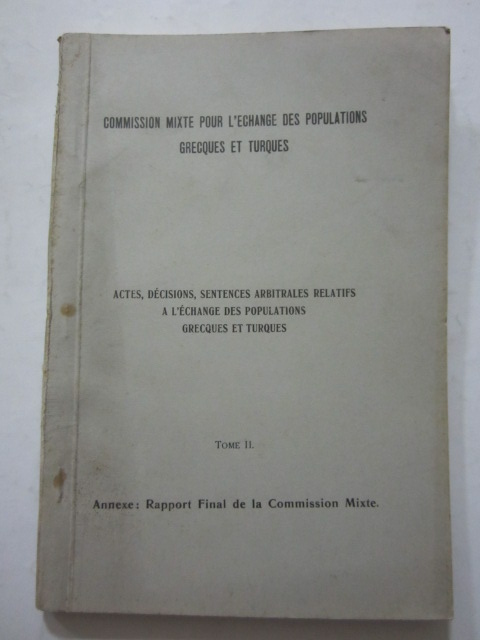 COMMISSION MIXTE POUR L'ECHANGE DES POPULATIONS
GRECQUES ET TURQUES
ACTES, DÉCISIONS, SENTENCES ARBITRALES RELATIFS
A L'ÉCHANGE DES POPULATIONS
GRECQUES ET TURQUES
TOME II.
Annexe: Rapport Final de la Commission Mixte.